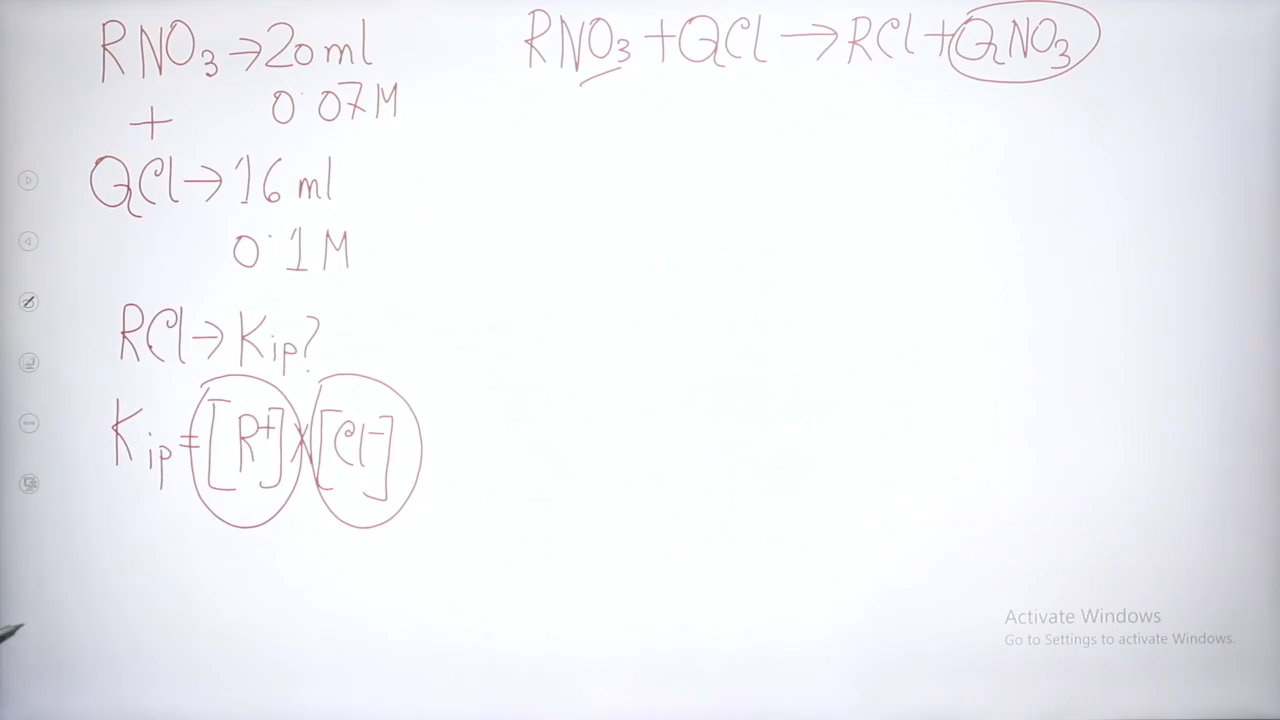 RNO₃→20 ml
0.07M
+
QCl→16 ml
0.1M
RCl→Kip?
Kip=[R+]×[Cl-]
RNO₃+QCl→RCl+QNO₃
Activate Windows
Go to Settings to activate Windows.